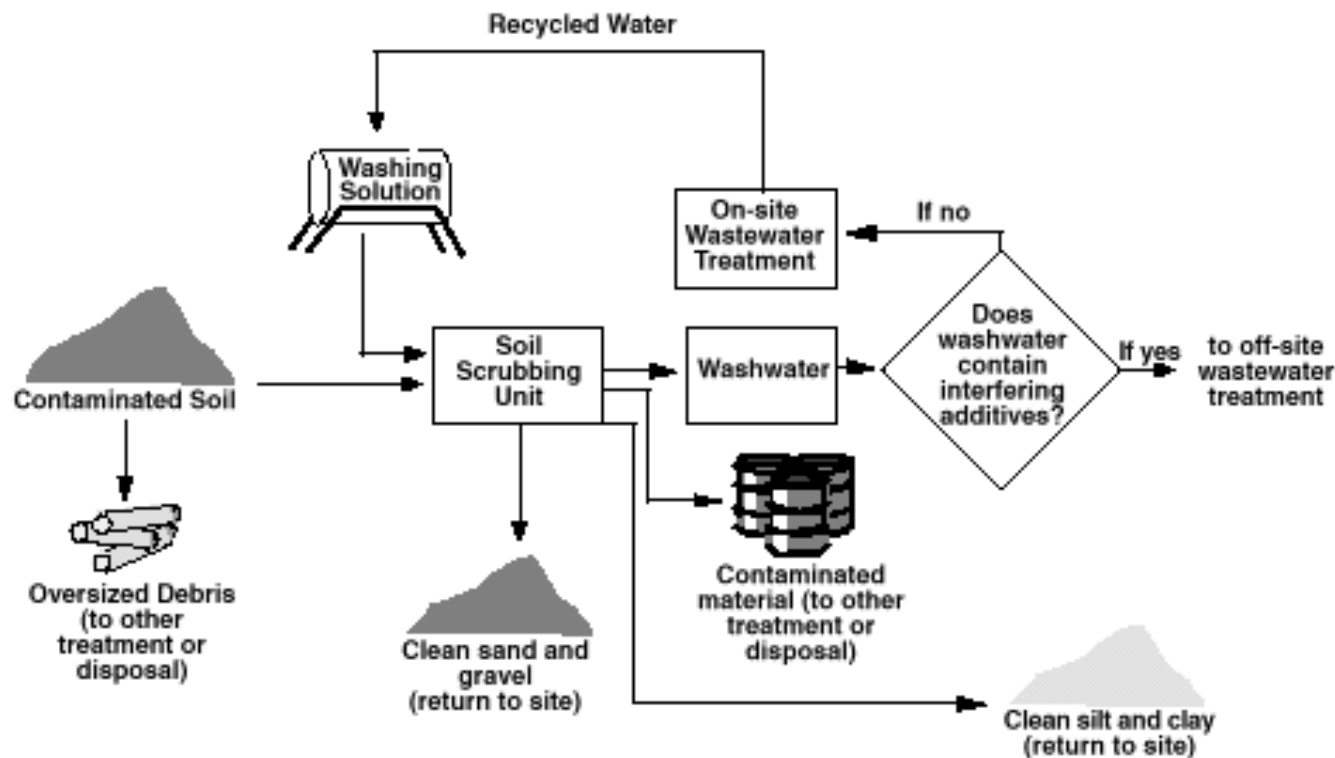 Recycled Water
Washing
Solution
On-site
Wastewater
Treatment
If no
Contaminated Soil
Soil
Scrubbing
Unit
Washwater
Does
washwater
contain
interfering
additives?
If yes
to off-site
wastewater
treatment
Oversized Debris
(to other
treatment or
disposal)
Clean sand and
gravel
(return to site)
Contaminated
material (to other
treatment or
disposal)
Clean silt and clay
(return to site)